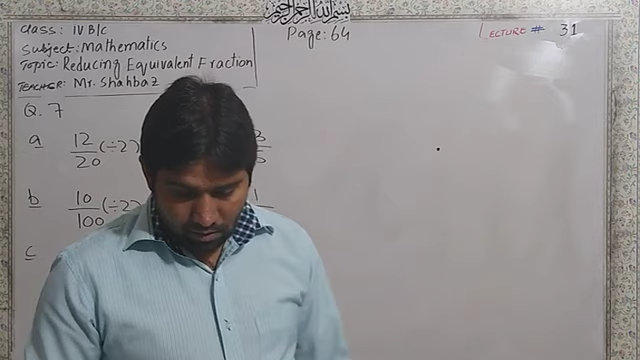 بسم الله الرحمن الرحيم
Class: IV B/C
Page: 64
LECTURE # 31
Subject: Mathematics
Topic: Reducing Equivalent Fraction
TEACHER: Mr. Shahbaz
Q. 7
a 12/20 (÷2)
b 10/100 (÷2)
c